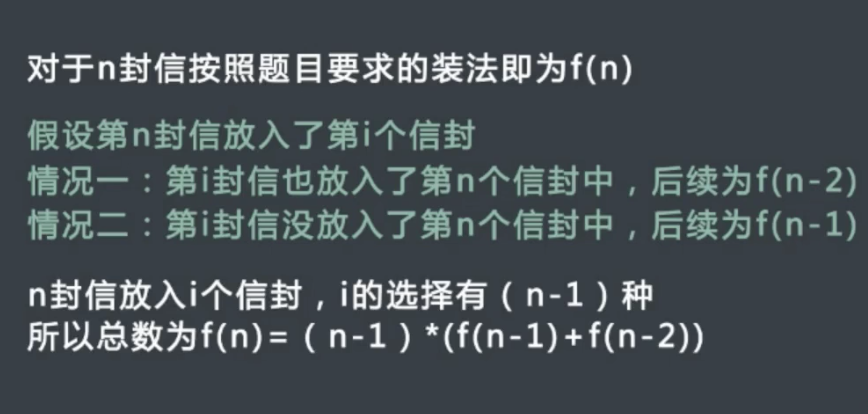 对于n封信按照题目要求的装法即为f(n)
假设第n封信放入了第i个信封
情况一：第i封信也放入了第n个信封中，后续为f(n-2)
情况二：第i封信没放入了第n个信封中，后续为f(n-1)
n封信放入i个信封，i的选择有（n-1）种
所以总数为f(n)=（n-1）*(f(n-1)+f(n-2))